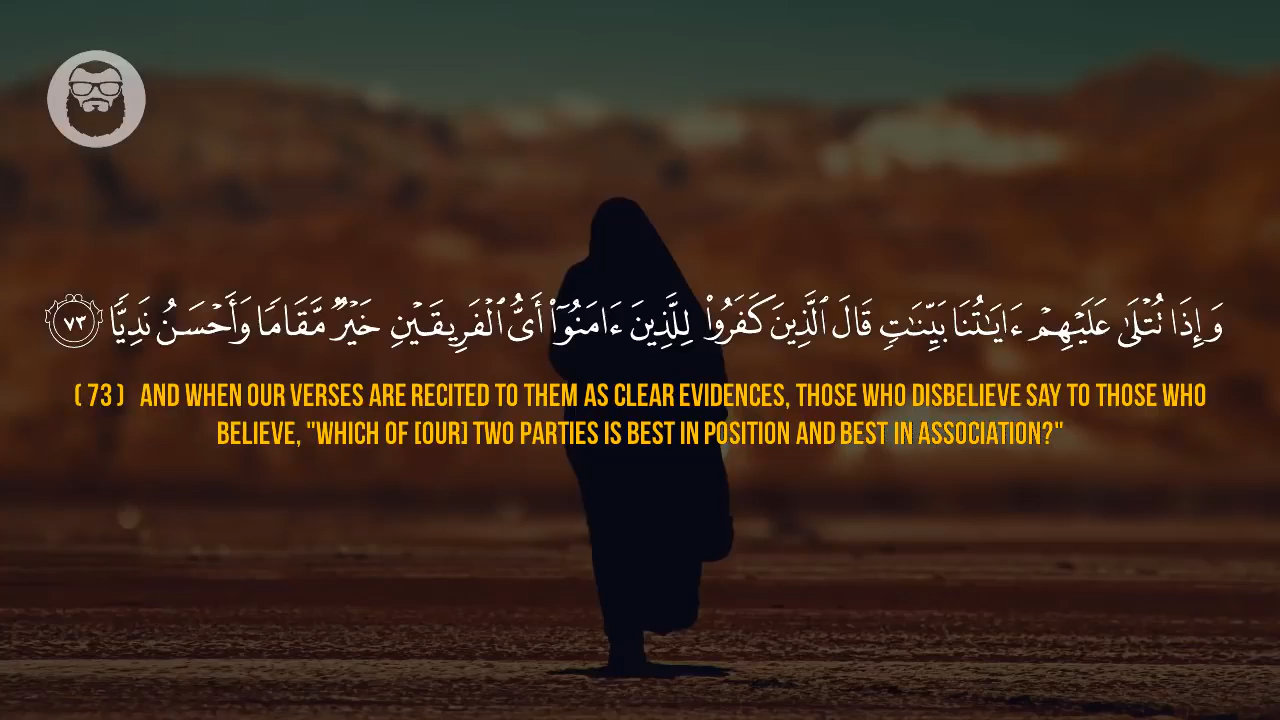 وَإِذَا تُتْلَىٰ عَلَيْهِمْ ءَايَـٰتُنَا بَيِّنَـٰتٍ قَالَ ٱلَّذِينَ كَفَرُوا۟ لِلَّذِينَ ءَامَنُوٓا۟ أَىُّ ٱلْفَرِيقَيْنِ خَيْرٌ مَّقَامًا وَأَحْسَنُ نَدِيًّا ٧٣
( 73 ) AND WHEN OUR VERSES ARE RECITED TO THEM AS CLEAR EVIDENCES, THOSE WHO DISBELIEVE SAY TO THOSE WHO
BELIEVE, "WHICH OF [OUR] TWO PARTIES IS BEST IN POSITION AND BEST IN ASSOCIATION?"